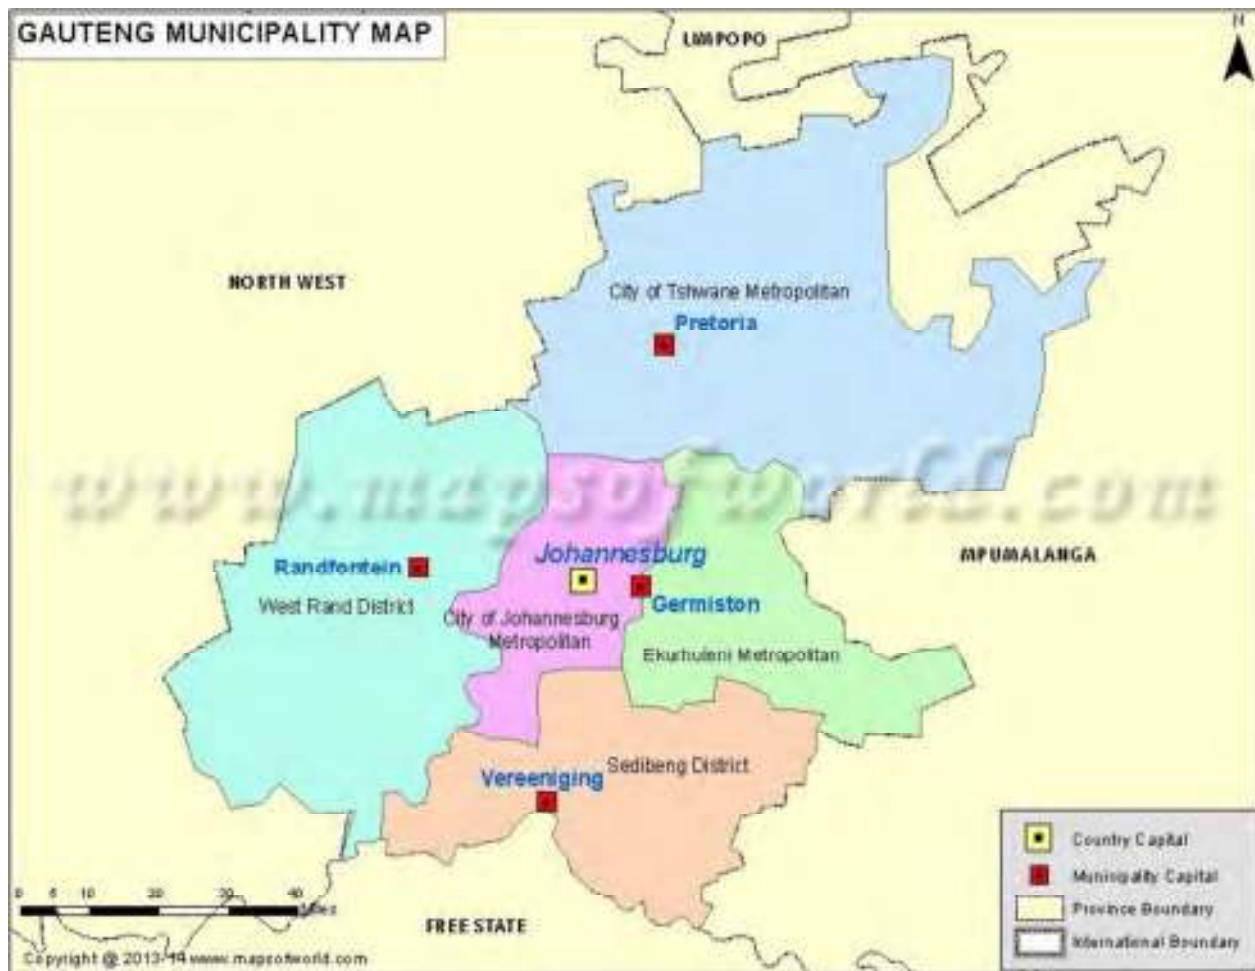 GAUTENG MUNICIPALITY MAP
LIMPOPO
N
NORTH WEST
City of Tshwane Metropolitan
Pretoria
www.mapsofworld.com
Johannesburg
MPUMALANGA
Randfontein
West Rand District
Germiston
City of Johannesburg
Metropolitan
Ekurhuleni Metropolitan
Sedibeng District
Vereeniging
Country Capital
Municipality Capital
Province Boundary
International Boundary
0 5 10 20 30 40
Miles
FREE STATE
Copyright @ 2013-14 www.mapsofworld.com